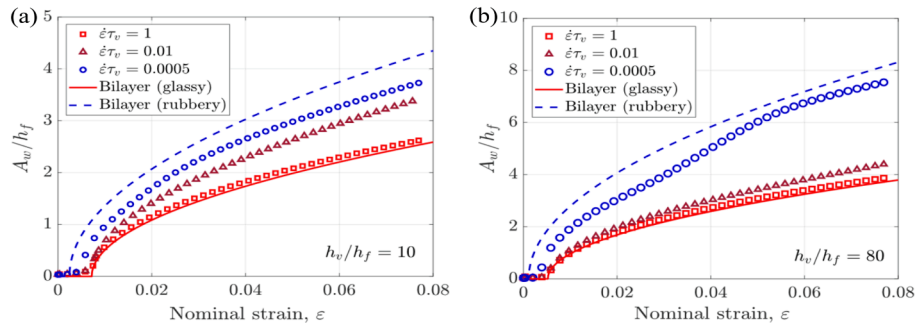 (a)
5
4
3
2
1
0
A_w/h_f
ε̇τ_v = 1
ε̇τ_v = 0.01
ε̇τ_v = 0.0005
Bilayer (glassy)
Bilayer (rubbery)
h_v/h_f = 10
0 0.02 0.04 0.06 0.08
Nominal strain, ε
(b)
10
8
6
4
2
0
A_w/h_f
ε̇τ_v = 1
ε̇τ_v = 0.01
ε̇τ_v = 0.0005
Bilayer (glassy)
Bilayer (rubbery)
h_v/h_f = 80
0 0.02 0.04 0.06 0.08
Nominal strain, ε